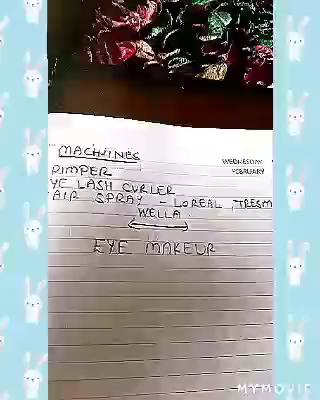 MACHINES
WEDNESDAY
FEBRUARY
RIMPER
YE LASH CURLER
AIR SPRAY - LOREAL TRESM
WELLA
EYE MAKEUP
MYMOVIE